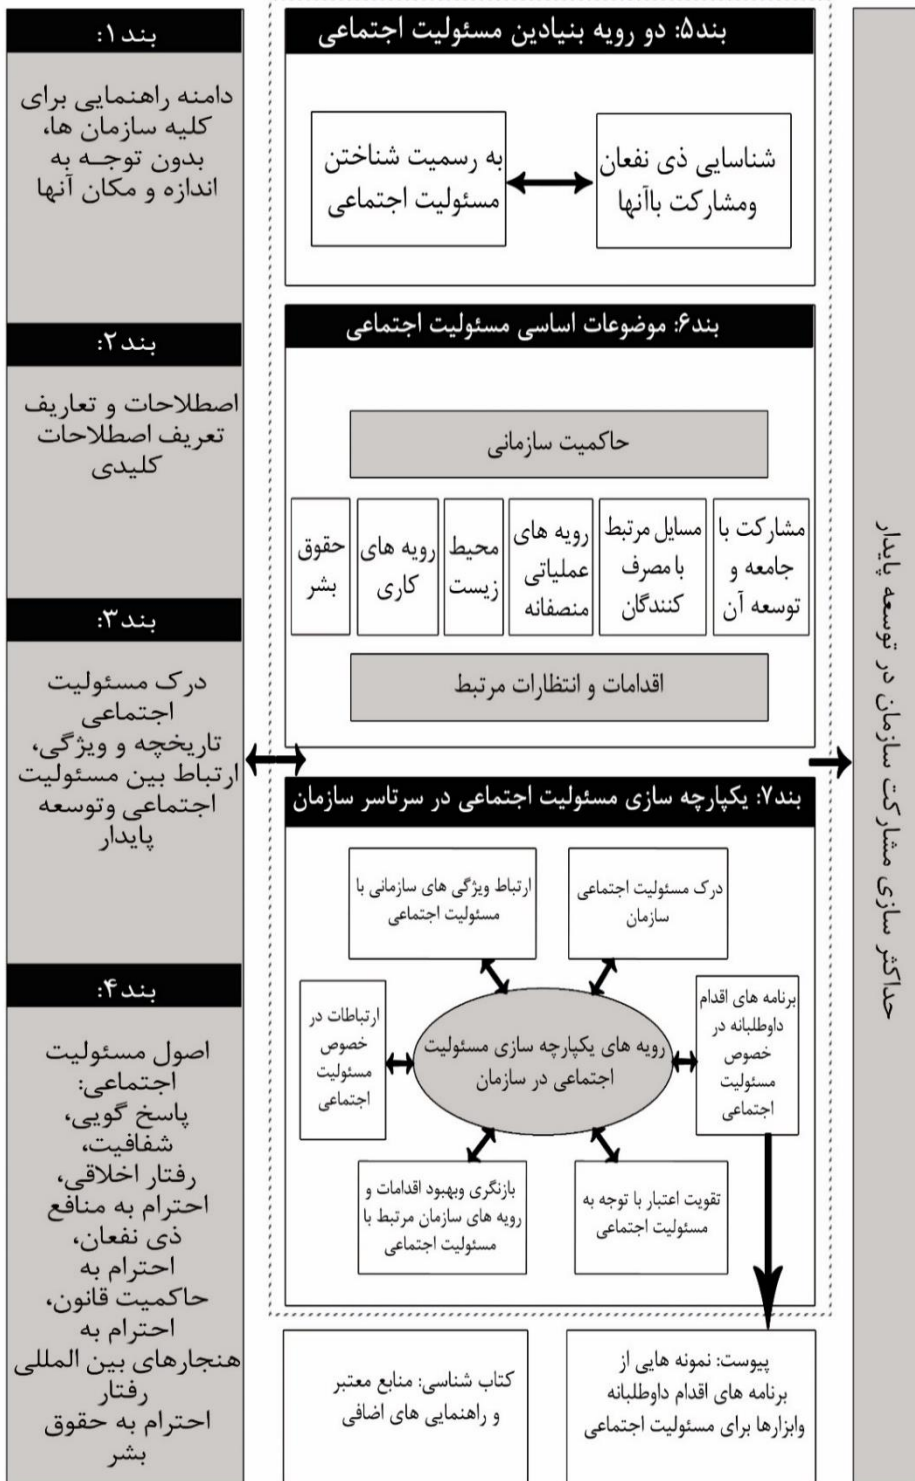 بند۱:
دامنه راهنمایی برای
کلیه سازمان ها،
بدون توجه به
اندازه و مکان آنها
بند۲:
اصطلاحات و تعاریف
تعریف اصطلاحات
کلیدی
بند۳:
درک مسئولیت
اجتماعی
تاریخچه و ویژگی،
ارتباط بین مسئولیت
اجتماعی وتوسعه
پایدار
بند۴:
اصول مسئولیت
اجتماعی:
پاسخ گویی،
شفافیت،
رفتار اخلاقی،
احترام به منافع
ذی نفعان،
احترام به
حاکمیت قانون،
احترام به
هنجارهای بین المللی
رفتار
احترام به حقوق
بشر
بند۵: دو رویه بنیادین مسئولیت اجتماعی
شناسایی ذی نفعان
ومشارکت باآنها
به رسمیت شناختن
مسئولیت اجتماعی
بند۶: موضوعات اساسی مسئولیت اجتماعی
حاکمیت سازمانی
مشارکت با
جامعه و
توسعه آن
مسایل مرتبط
با مصرف
کنندگان
رویه های
عملیاتی
منصفانه
محیط
زیست
رویه های
کاری
حقوق
بشر
اقدامات و انتظارات مرتبط
بند۷: یکپارچه سازی مسئولیت اجتماعی در سرتاسر سازمان
درک مسئولیت اجتماعی
سازمان
ارتباط ویژگی های سازمانی با
مسئولیت اجتماعی
برنامه های اقدام
داوطلبانه در
خصوص
مسئولیت
اجتماعی
رویه های یکپارچه سازی مسئولیت
اجتماعی در سازمان
ارتباطات در
خصوص
مسئولیت
اجتماعی
تقویت اعتبار با توجه به
مسئولیت اجتماعی
بازنگری وبهبود اقدامات و
رویه های سازمان مرتبط با
مسئولیت اجتماعی
پیوست: نمونه هایی از
برنامه های اقدام داوطلبانه
وابزارها برای مسئولیت اجتماعی
کتاب شناسی: منابع معتبر
و راهنمایی های اضافی
حداکثر سازی مشارکت سازمان در توسعه پایدار